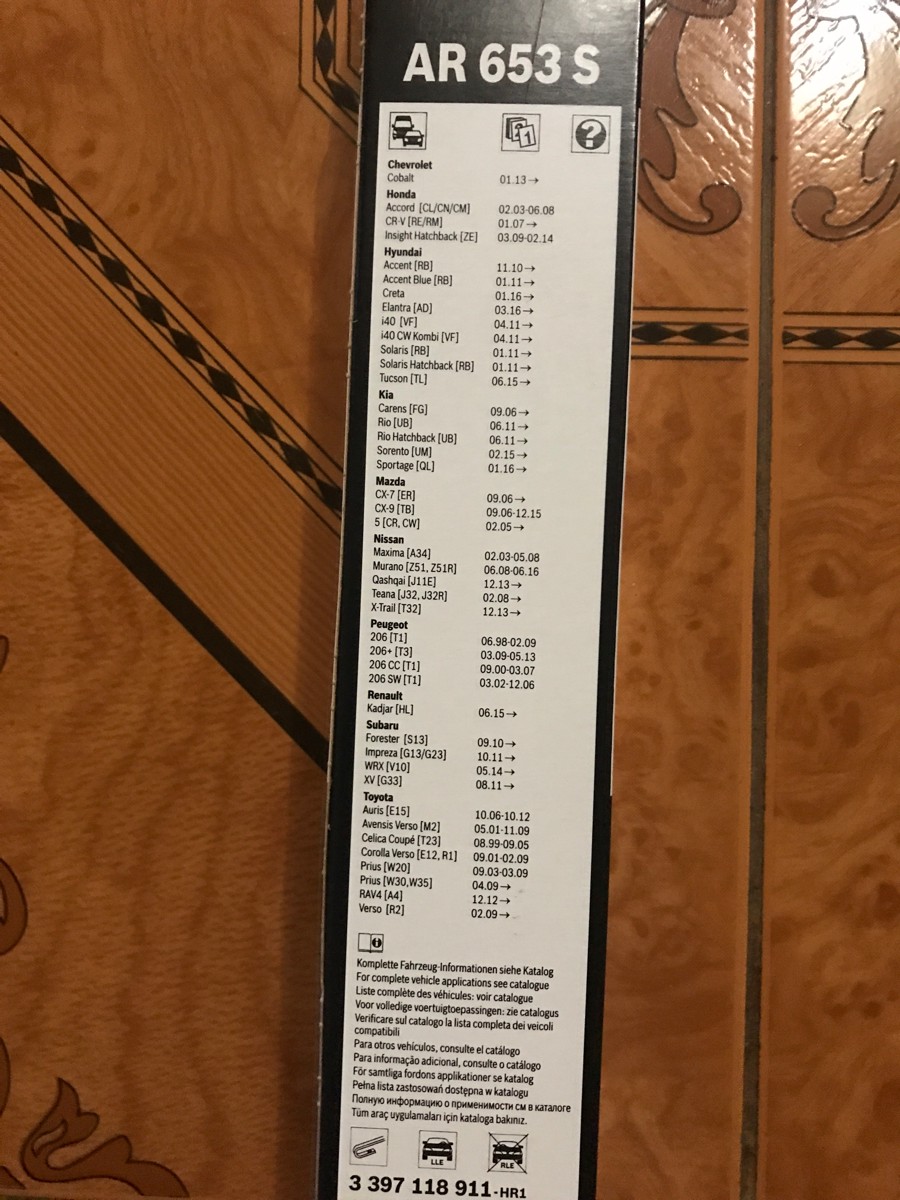 AR 653 S
Chevrolet
Cobalt 01.13→
Honda
Accord [CL/CN/CM] 02.03-06.08
CR-V [RE/RM] 01.07→
Insight Hatchback [ZE] 03.09-02.14
Hyundai
Accent [RB] 11.10→
Accent Blue [RB] 01.11→
Creta 01.16→
Elantra [AD] 03.16→
i40 [VF] 04.11→
i40 CW Kombi [VF] 04.11→
Solaris [RB] 01.11→
Solaris Hatchback [RB] 01.11→
Tucson [TL] 06.15→
Kia
Carens [FG] 09.06→
Rio [UB] 06.11→
Rio Hatchback [UB] 06.11→
Sorento [UM] 02.15→
Sportage [QL] 01.16→
Mazda
CX-7 [ER] 09.06→
CX-9 [TB] 09.06-12.15
5 [CR, CW] 02.05→
Nissan
Maxima [A34] 02.03-05.08
Murano [Z51, Z51R] 06.08-06.16
Qashqai [J11E] 12.13→
Teana [J32, J32R] 02.08→
X-Trail [T32] 12.13→
Peugeot
206 [T1] 06.98-02.09
206+ [T3] 03.09-05.13
206 CC [T1] 09.00-03.07
206 SW [T1] 03.02-12.06
Renault
Kadjar [HL] 06.15→
Subaru
Forester [S13] 09.10→
Impreza [G13/G23] 10.11→
WRX [V10] 05.14→
XV [G33] 08.11→
Toyota
Auris [E15] 10.06-10.12
Avensis Verso [M2] 05.01-11.09
Celica Coupé [T23] 08.99-09.05
Corolla Verso [E12, R1] 09.01-02.09
Prius [W20] 09.03-03.09
Prius [W30,W35] 04.09→
RAV4 [A4] 12.12→
Verso [R2] 02.09→
Komplette Fahrzeug-Informationen siehe Katalog
For complete vehicle applications see catalogue
Liste complète des véhicules: voir catalogue
Voor volledige voertuigtoepassingen: zie catalogus
Verificare sul catalogo la lista completa dei veicoli
compatibili
Para otros vehículos, consulte el catálogo
Para informação adicional, consulte o catálogo
För samtliga fordons applikationer se katalog
Pełna lista zastosowań dostępna w katalogu
Полную информацию о применимости см в каталоге
Tüm araç uygulamaları için kataloga bakınız.
LLE RLE
3 397 118 911-HR1